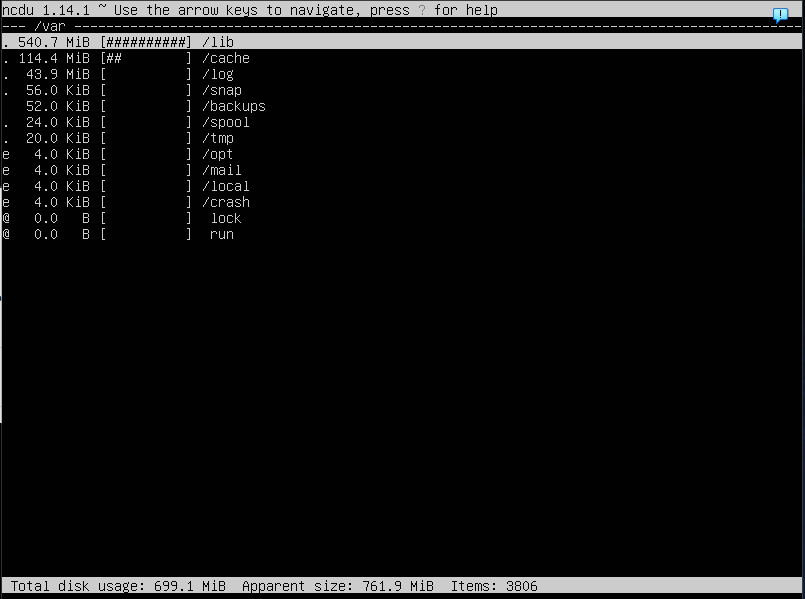 ncdu 1.14.1 ~ Use the arrow keys to navigate, press ? for help
--- /var ----------------------------------------------------------------------------------------
. 540.7 MiB [##########] /lib
. 114.4 MiB [##        ] /cache
.  43.9 MiB [          ] /log
.  56.0 KiB [          ] /snap
   52.0 KiB [          ] /backups
.  24.0 KiB [          ] /spool
.  20.0 KiB [          ] /tmp
e   4.0 KiB [          ] /opt
e   4.0 KiB [          ] /mail
e   4.0 KiB [          ] /local
e   4.0 KiB [          ] /crash
@   0.0   B [          ]  lock
@   0.0   B [          ]  run
Total disk usage: 699.1 MiB  Apparent size: 761.9 MiB  Items: 3806